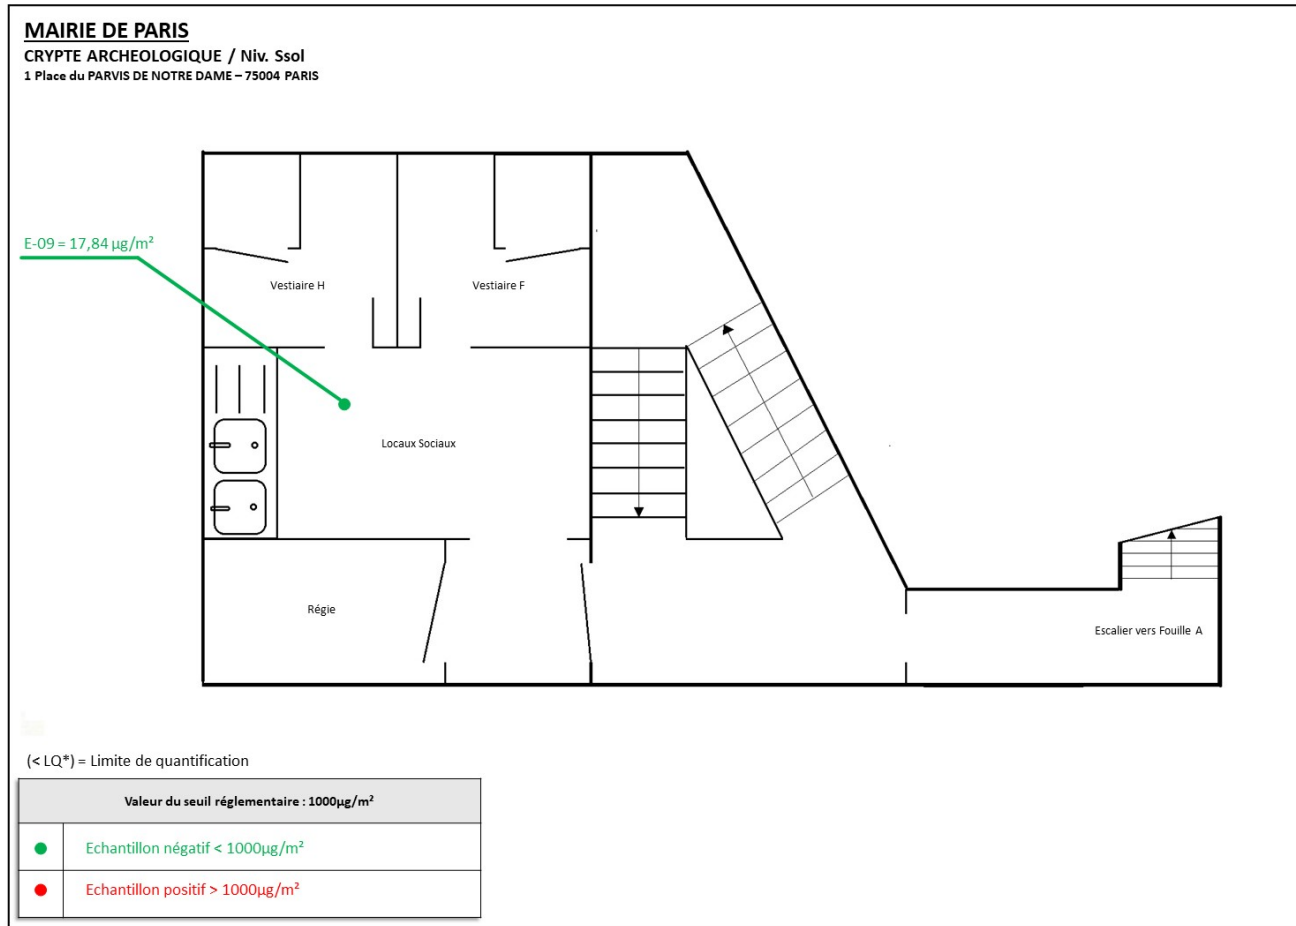 MAIRIE DE PARIS
CRYPTE ARCHEOLOGIQUE / Niv. Ssol
1 Place du PARVIS DE NOTRE DAME – 75004 PARIS
E-09 = 17,84 µg/m²
Vestiaire H
Vestiaire F
Locaux Sociaux
Régie
Escalier vers Fouille A
(< LQ*) = Limite de quantification
Valeur du seuil réglementaire : 1000µg/m²
Echantillon négatif < 1000µg/m²
Echantillon positif > 1000µg/m²